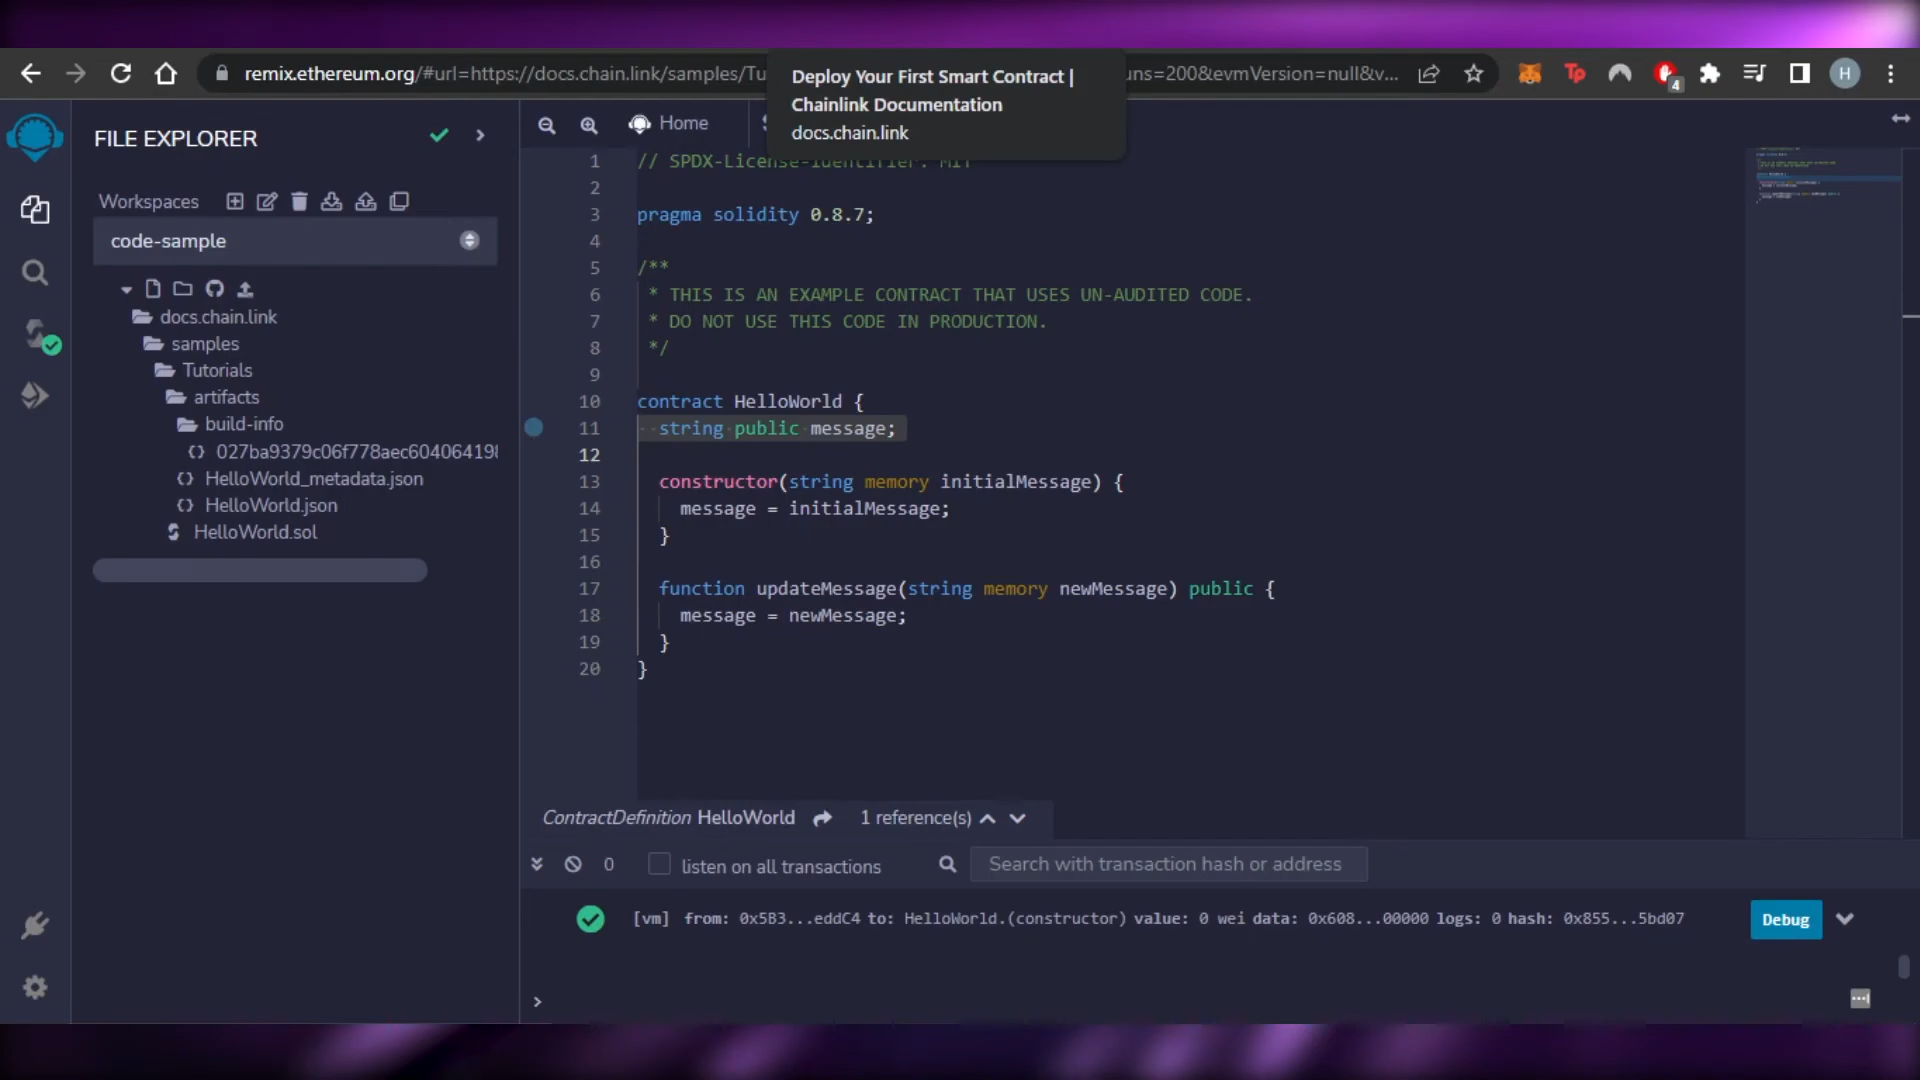 remix.ethereum.org/#url=https://docs.chain.link/samples/Tu
uns=200&evmVersion=null&v...
4
H
Deploy Your First Smart Contract |
Chainlink Documentation
docs.chain.link
FILE EXPLORER
Home
Workspaces
code-sample
docs.chain.link
samples
Tutorials
artifacts
build-info
027ba9379c06f778aec604064198
HelloWorld_metadata.json
HelloWorld.json
HelloWorld.sol
1 // SPDX-License-Identifier: MIT
2
3 pragma solidity 0.8.7;
4
5 /**
6 * THIS IS AN EXAMPLE CONTRACT THAT USES UN-AUDITED CODE.
7 * DO NOT USE THIS CODE IN PRODUCTION.
8 */
9
10 contract HelloWorld {
11 string public message;
12
13 constructor(string memory initialMessage) {
14 message = initialMessage;
15 }
16
17 function updateMessage(string memory newMessage) public {
18 message = newMessage;
19 }
20 }
ContractDefinition HelloWorld 1 reference(s)
0 listen on all transactions Search with transaction hash or address
[vm] from: 0x5B3...eddC4 to: HelloWorld.(constructor) value: 0 wei data: 0x608...00000 logs: 0 hash: 0x855...5bd07 Debug
>